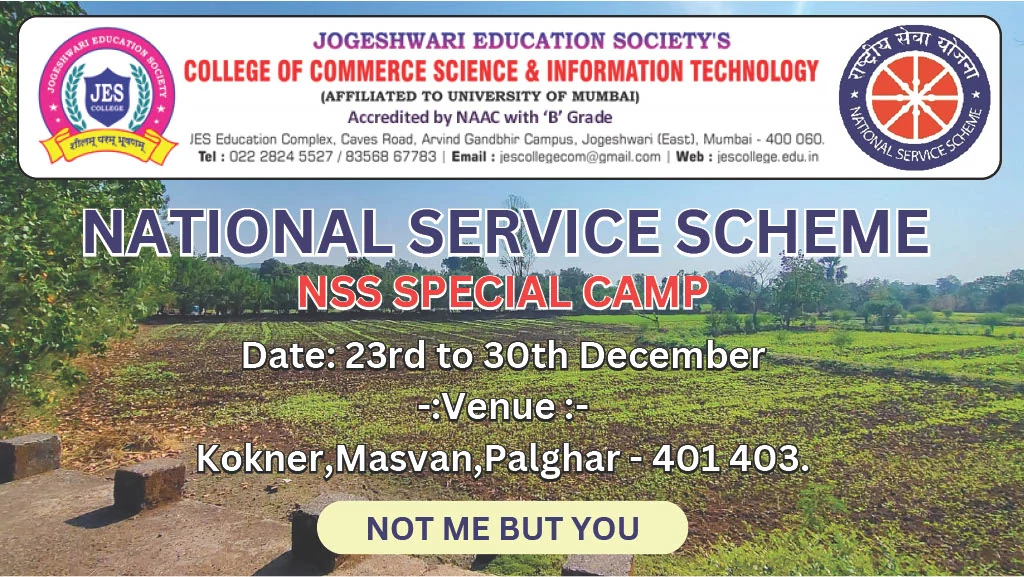 JOGESHWARI EDUCATION SOCIETY
JES
COLLEGE
शीलम् परम् भूषणम्
JOGESHWARI EDUCATION SOCIETY'S
COLLEGE OF COMMERCE SCIENCE & INFORMATION TECHNOLOGY
(AFFILIATED TO UNIVERSITY OF MUMBAI)
Accredited by NAAC with ‘B’ Grade
JES Education Complex, Caves Road, Arvind Gandbhir Campus, Jogeshwari (East), Mumbai - 400 060.
Tel : 022 2824 5527 / 83568 67783 | Email : jescollegecom@gmail.com | Web : jescollege.edu.in
राष्ट्रीय सेवा योजना
NATIONAL SERVICE SCHEME
NATIONAL SERVICE SCHEME
NSS SPECIAL CAMP
Date: 23rd to 30th December
-:Venue :-
Kokner,Masvan,Palghar - 401 403.
NOT ME BUT YOU